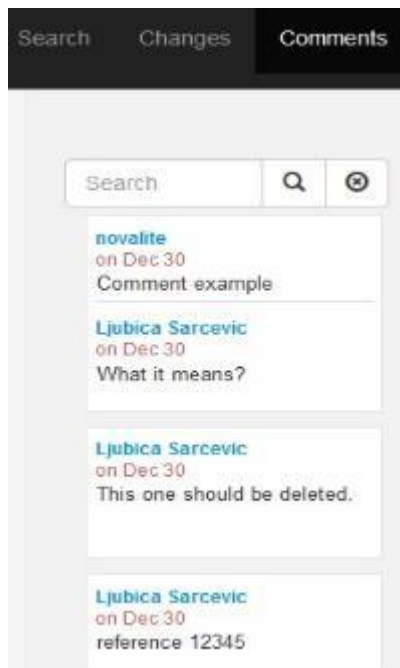 Search Changes Comments
Search
novalite
on Dec 30
Comment example
Ljubica Sarcevic
on Dec 30
What it means?
Ljubica Sarcevic
on Dec 30
This one should be deleted.
Ljubica Sarcevic
on Dec 30
reference 12345